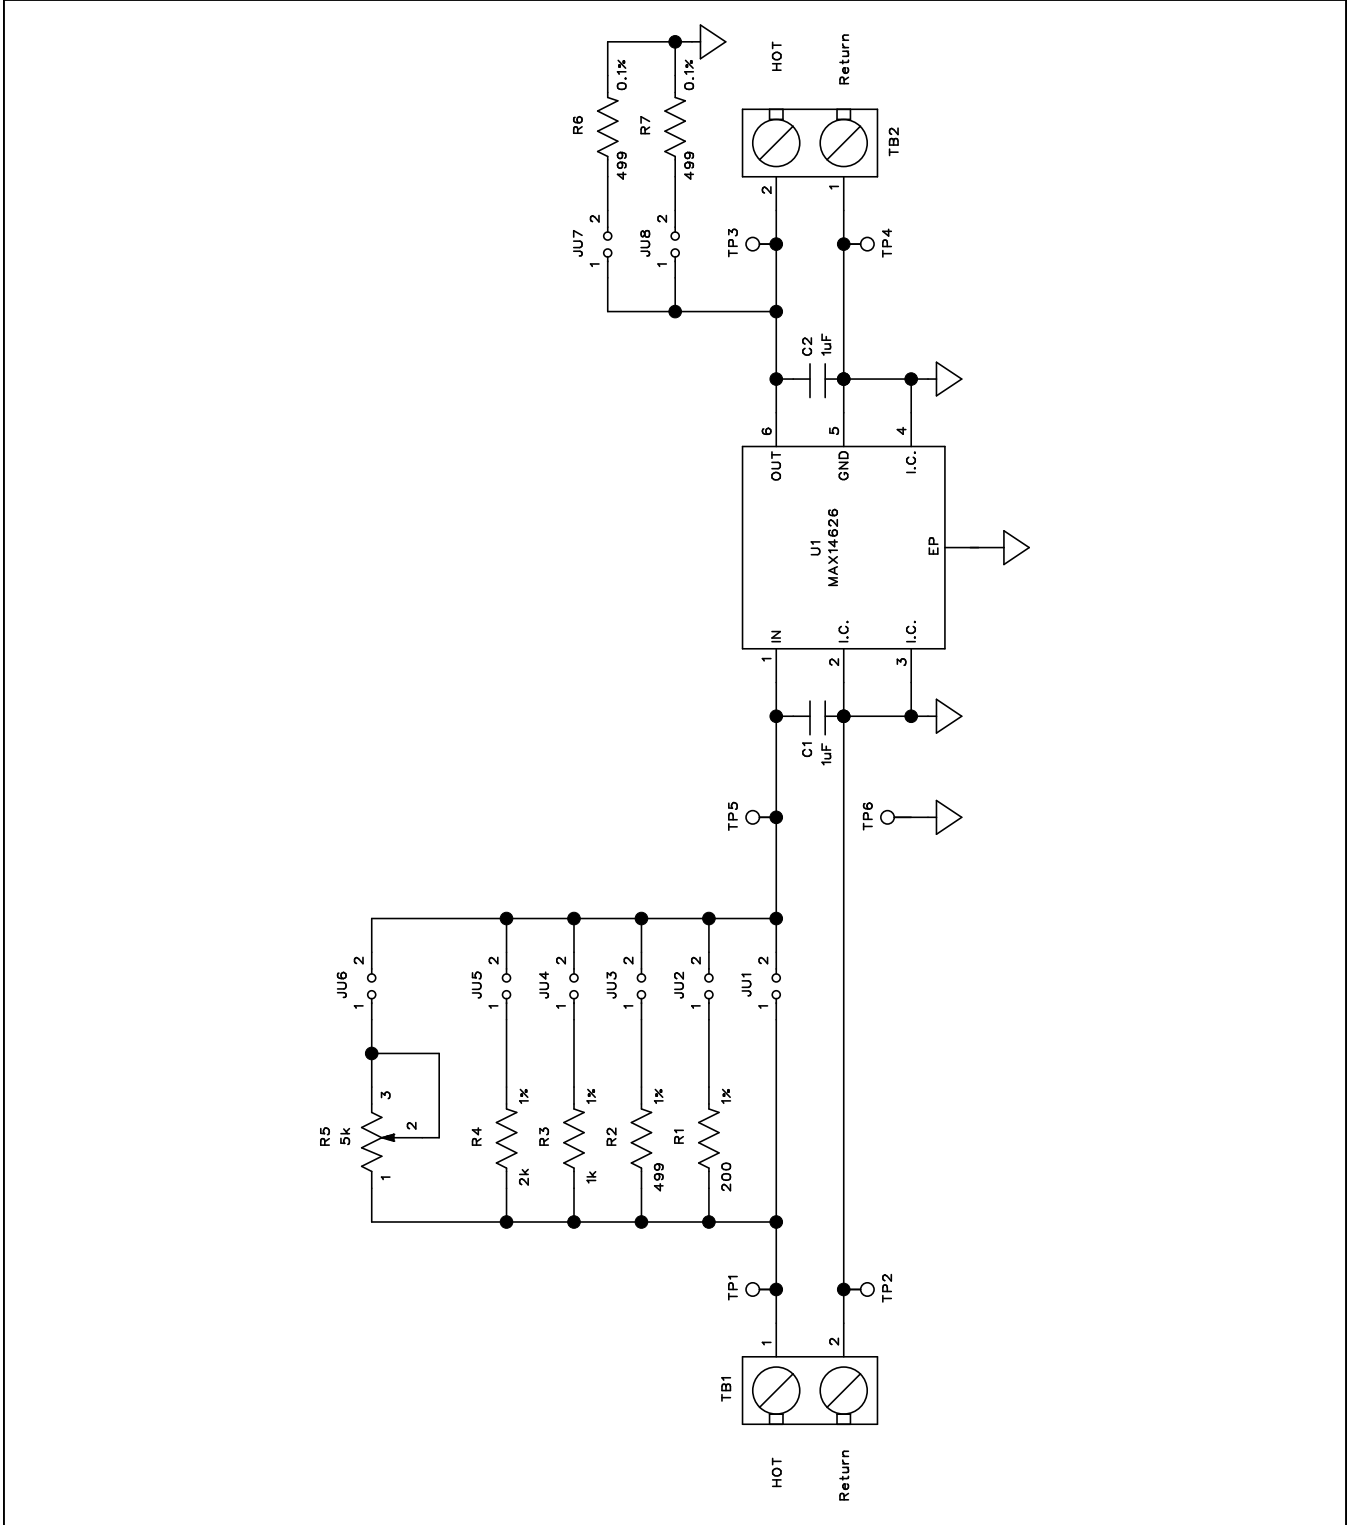 HOT
Return
TB1
1
2
TP1
TP2
R5
5k
1
2
3
JU6
1
2
R4
2k
1%
JU5
1
2
R3
1k
1%
JU4
1
2
R2
499
1%
JU3
1
2
R1
200
1%
JU2
1
2
JU1
1
2
TP5
TP6
C1
1uF
1
2
3
IN
I.C.
I.C.
U1
MAX14626
EP
OUT
GND
I.C.
6
5
4
C2
1uF
JU7
1
2
R6
499
0.1%
JU8
1
2
R7
499
0.1%
TP3
TP4
2
1
TB2
HOT
Return